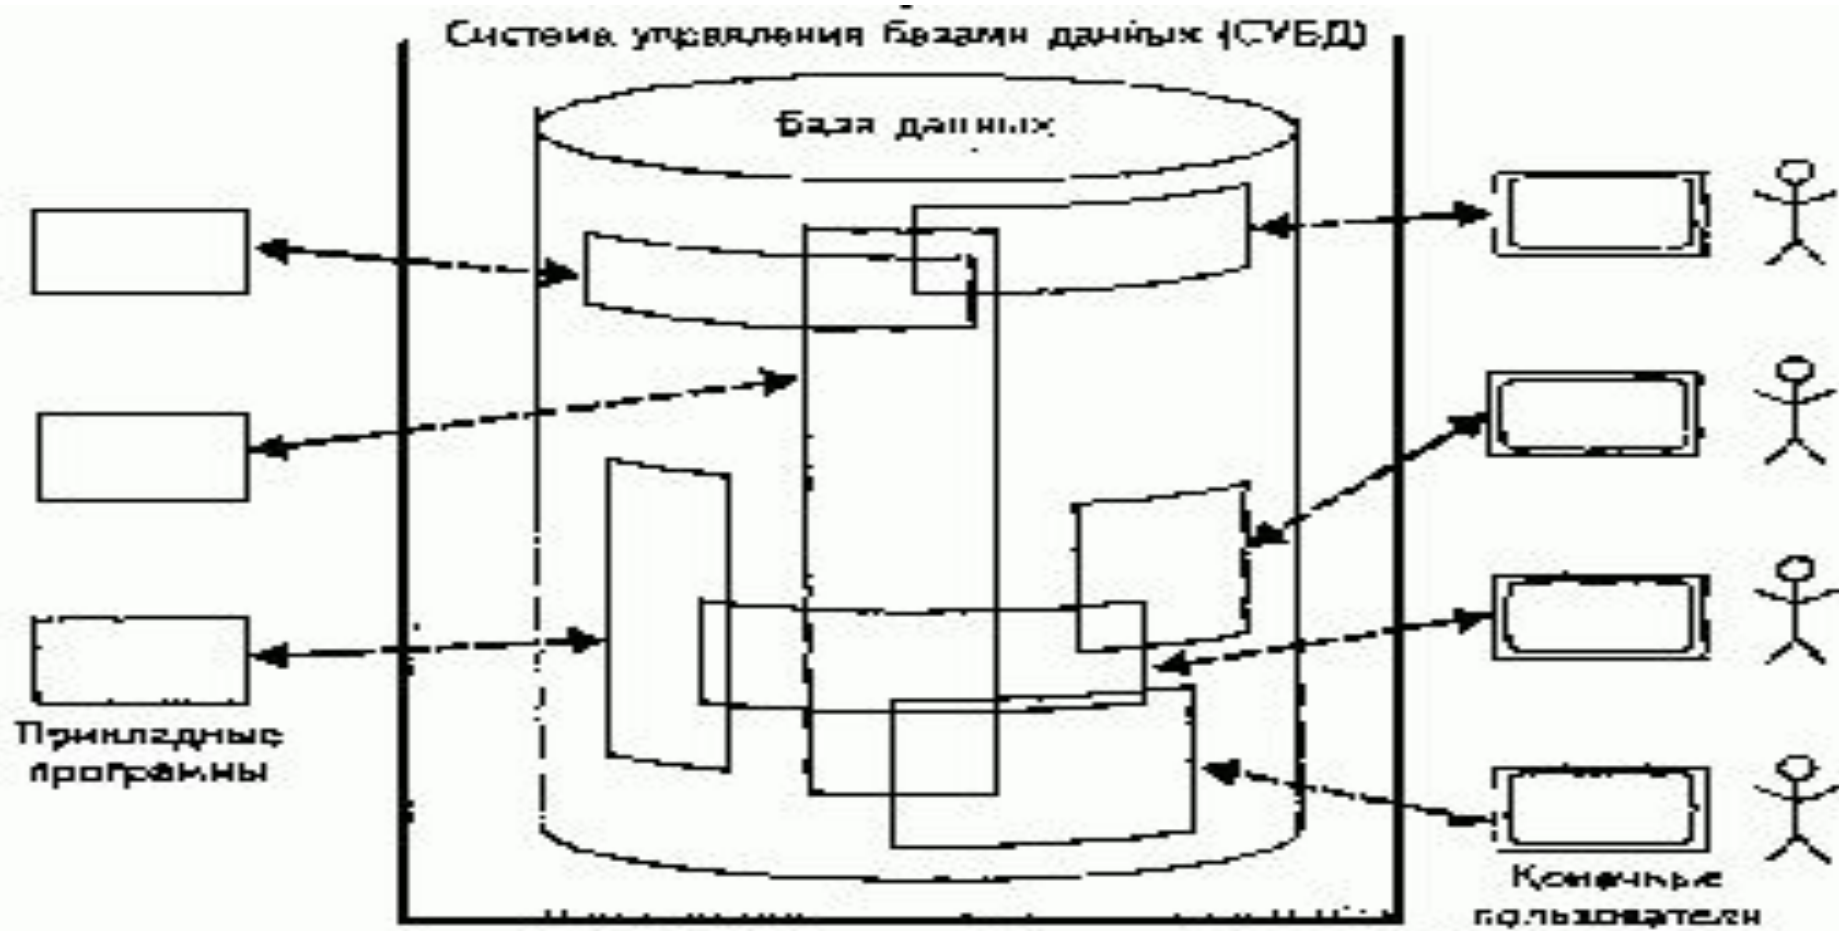 Система управления базами данных (СУБД)
База данных
Прикладные
программы
Конечные
пользователи